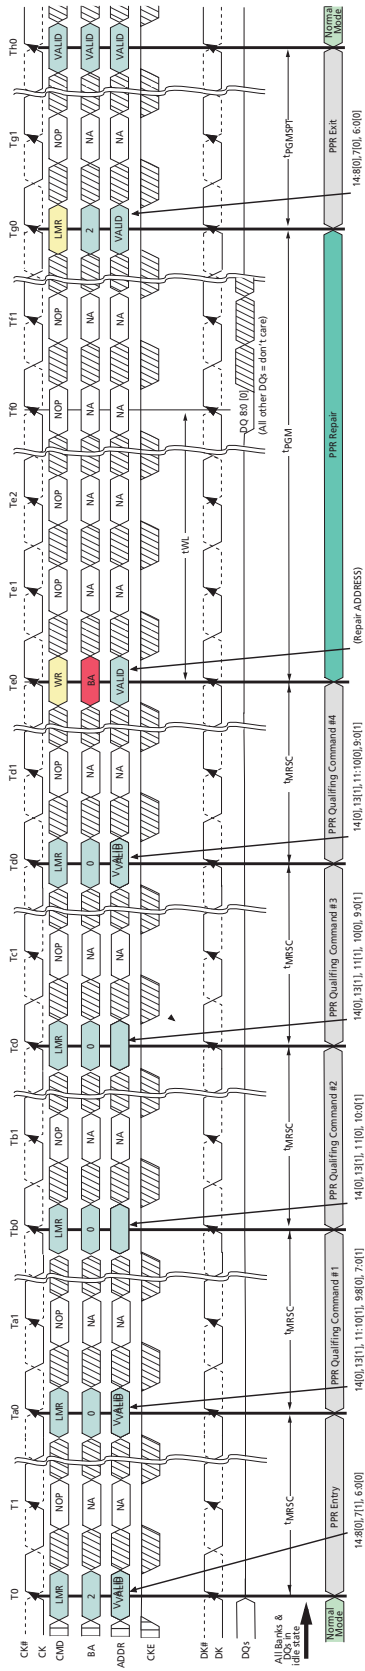 T0 T1 Ta0 Ta1 Tb0 Tb1 Tc0 Tc1 Td0 Td1 Te0 Te1 Te2 Tf0 Tf1 Tg0 Tg1 Th0
CK#
CK
CMD LMR NOP LMR NOP LMR NOP LMR NOP LMR NOP WR NOP NOP NOP NOP LMR NOP VALID
BA 2 NA 0 NA 0 NA 0 NA 0 NA BA NA NA NA NA 2 NA VALID
ADDR VALID NA VALID NA NA NA VALID NA VALID NA NA NA NA VALID NA VALID
CKE
tWL
DK#
DK
DQs DQ 8:0 [0]
(All other DQs = don't care)
All Banks &
DQs in
idle state
tMRSC tMRSC tMRSC tMRSC tMRSC tPGM tPGMSPT
Normal
Mode
PPR Entry PPR Qualifing Command #1 PPR Qualifing Command #2 PPR Qualifing Command #3 PPR Qualifing Command #4 PPR Repair PPR Exit
Normal
Mode
14:8[0],7[1], 6:0[0] 14[0],13[1], 11:10[1], 9:8[0], 7:0[1] 14[0],13[1], 11[0], 10:0[1] 14[0],13[1], 11[1], 10[0], 9:0[1] 14[0],13[1], 11:10[0],9:0[1] (Repair ADDRESS) 14:8[0],7[0], 6:0[0]